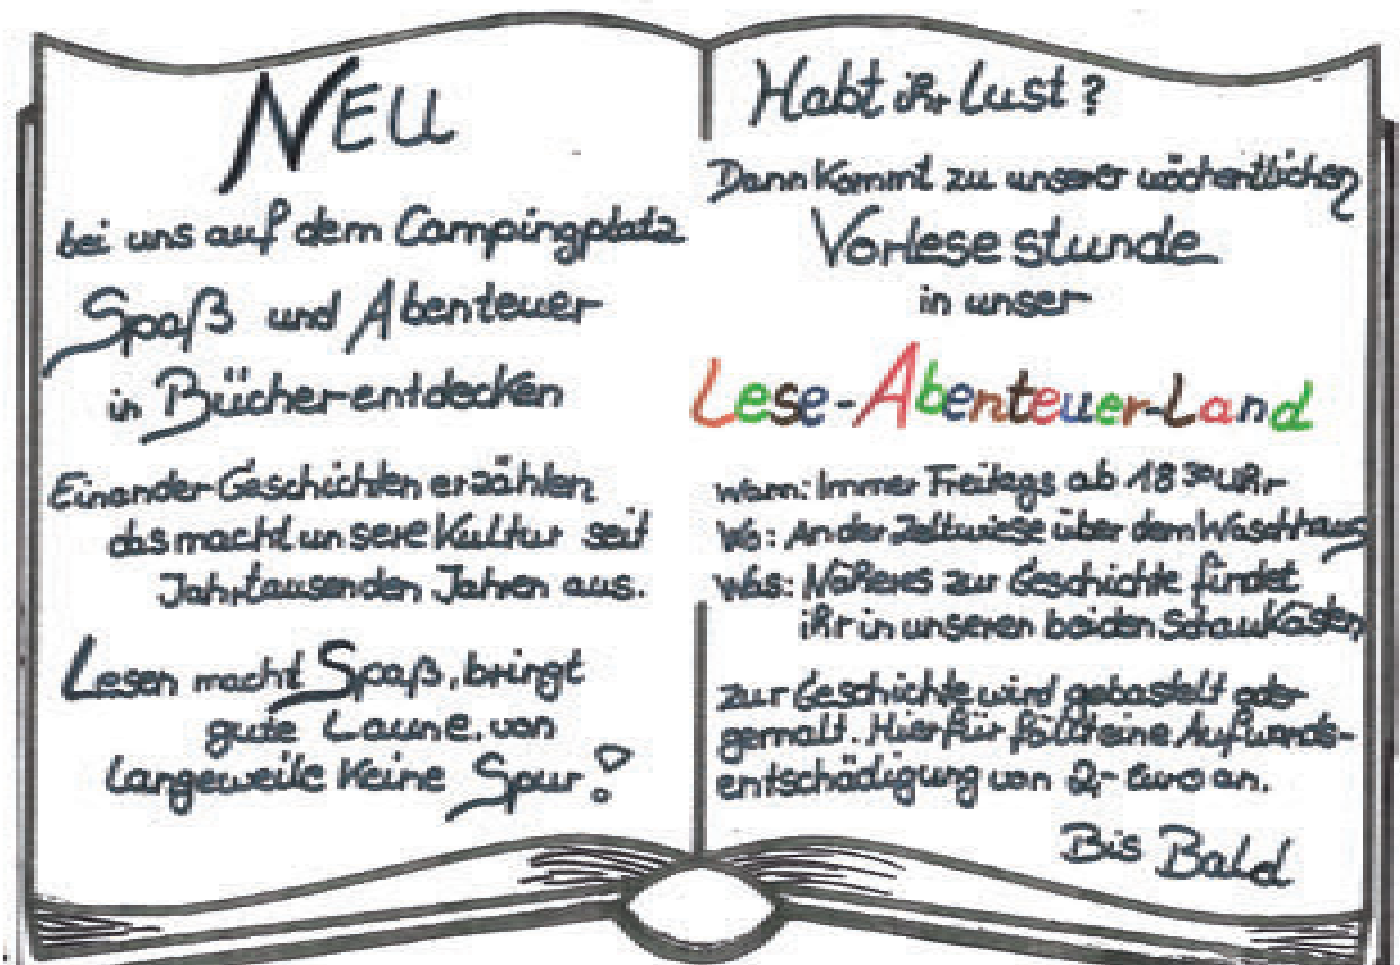 NEU
bei uns auf dem Campingplatz
Spaß und Abenteuer
in Bücher entdecken
Einander Geschichten erzählen
das macht unsere Kultur seit
Jahrtausenden Jahren aus.
Lesen macht Spaß, bringt
gute Laune, von
langeweile keine Spur!
Habt ihr Lust?
Dann kommt zu unserer wöchentlichen
Vorlesestunde
in unser
Lese-Abenteuer-Land
Wann: Immer Freitags ab 18 30 Uhr
Wo: An der Zeltwiese über dem Waschhaus
Was: Näheres zur Geschichte findet
ihr in unseren beiden Schaukästen
zur Geschichte wird gebastelt oder
gemalt. Hierfür fällt eine Aufwands-
entschädigung von 2,- Euro an.
Bis Bald